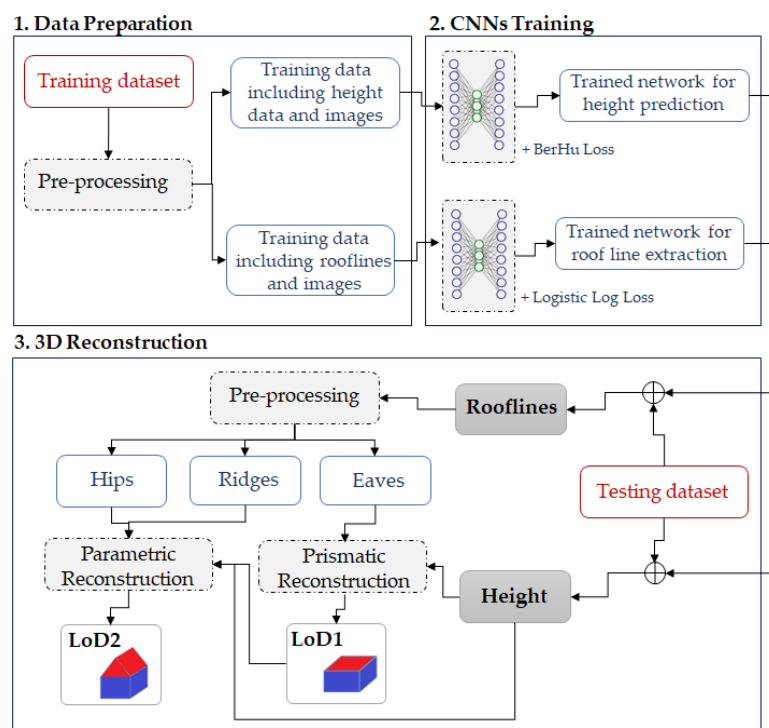 1. Data Preparation
2. CNNs Training
Training dataset
Training data
including height
data and images
Pre-processing
Training data
including rooflines
and images
+ BerHu Loss
Trained network for
height prediction
+ Logistic Log Loss
Trained network for
roof line extraction
3. 3D Reconstruction
Pre-processing
Rooflines
Hips
Ridges
Eaves
Testing dataset
Parametric
Reconstruction
Prismatic
Reconstruction
Height
LoD2
LoD1